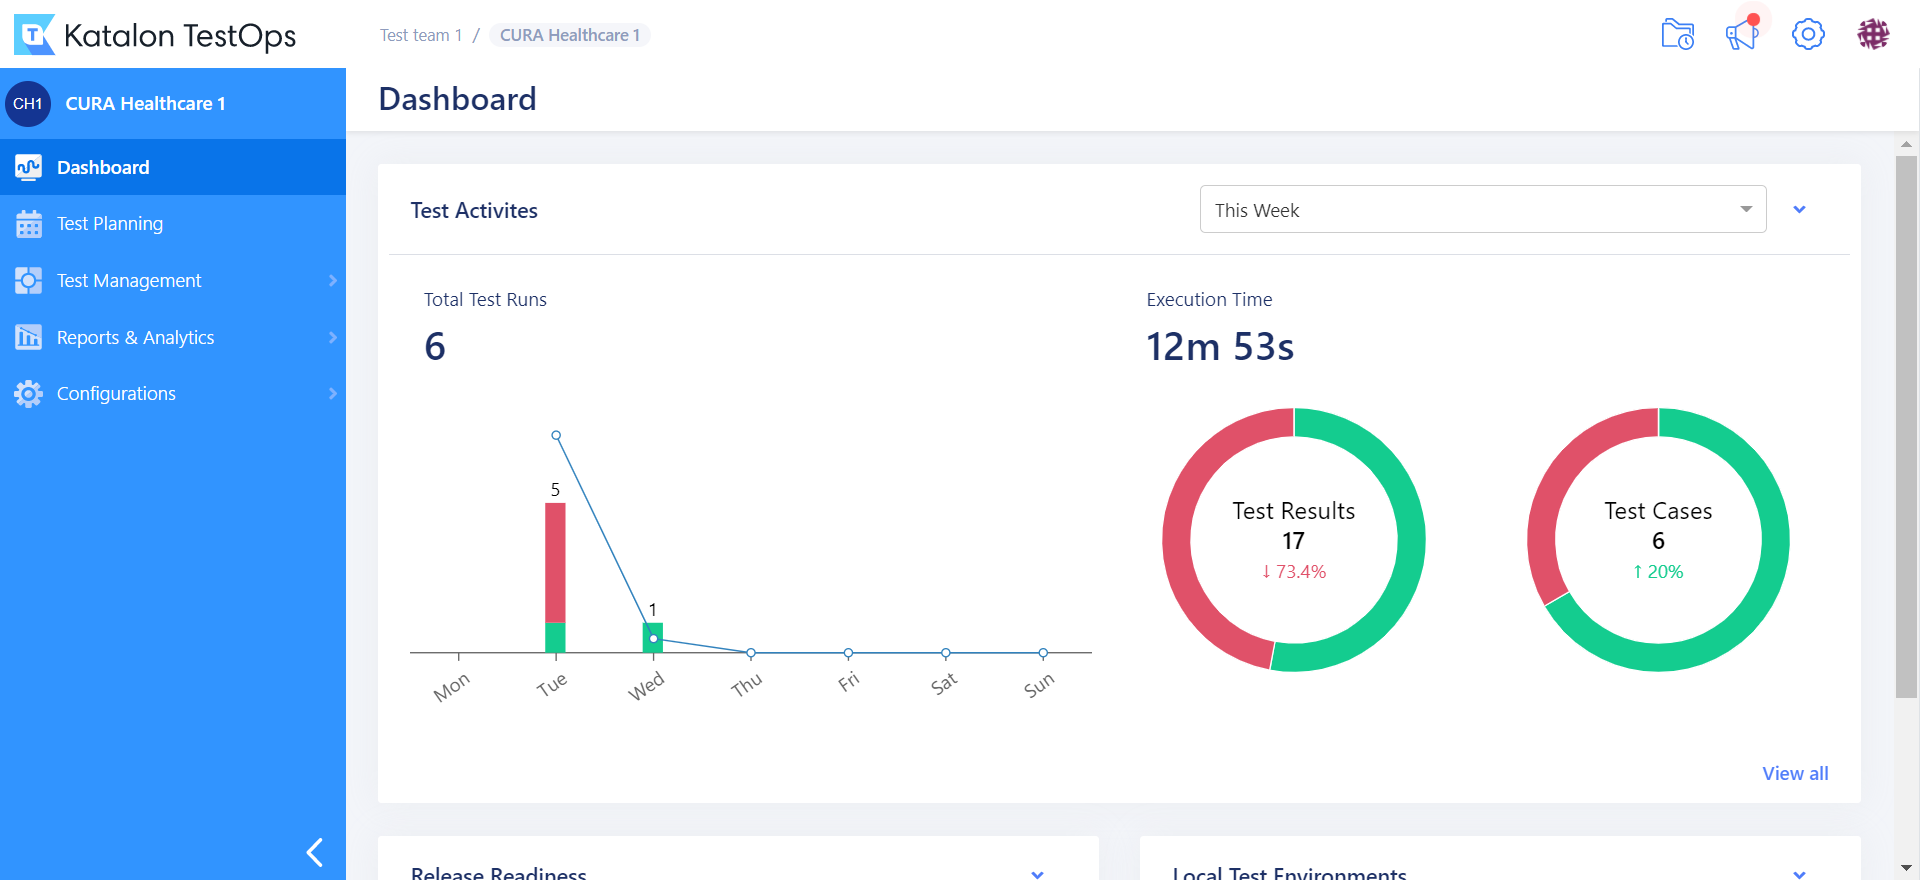 Katalon TestOps
Test team 1 / CURA Healthcare 1
CH1 CURA Healthcare 1
Dashboard
Dashboard
Test Planning
Test Management
Reports & Analytics
Configurations
Test Activites
This Week
Total Test Runs
6
Execution Time
12m 53s
5
1
Mon
Tue
Wed
Thu
Fri
Sat
Sun
Test Results
17
↓ 73.4%
Test Cases
6
↑ 20%
View all
Release Readiness
Local Test Environments